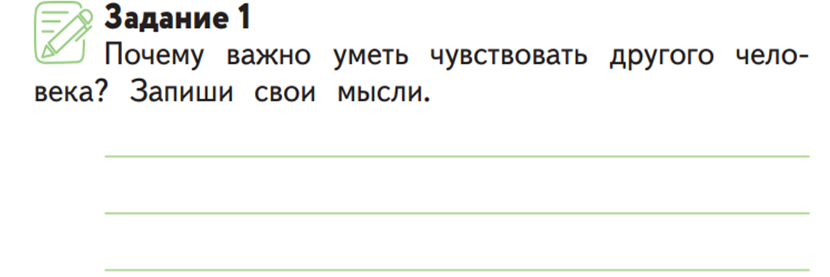 Задание 1
Почему важно уметь чувствовать другого чело-
века? Запиши свои мысли.